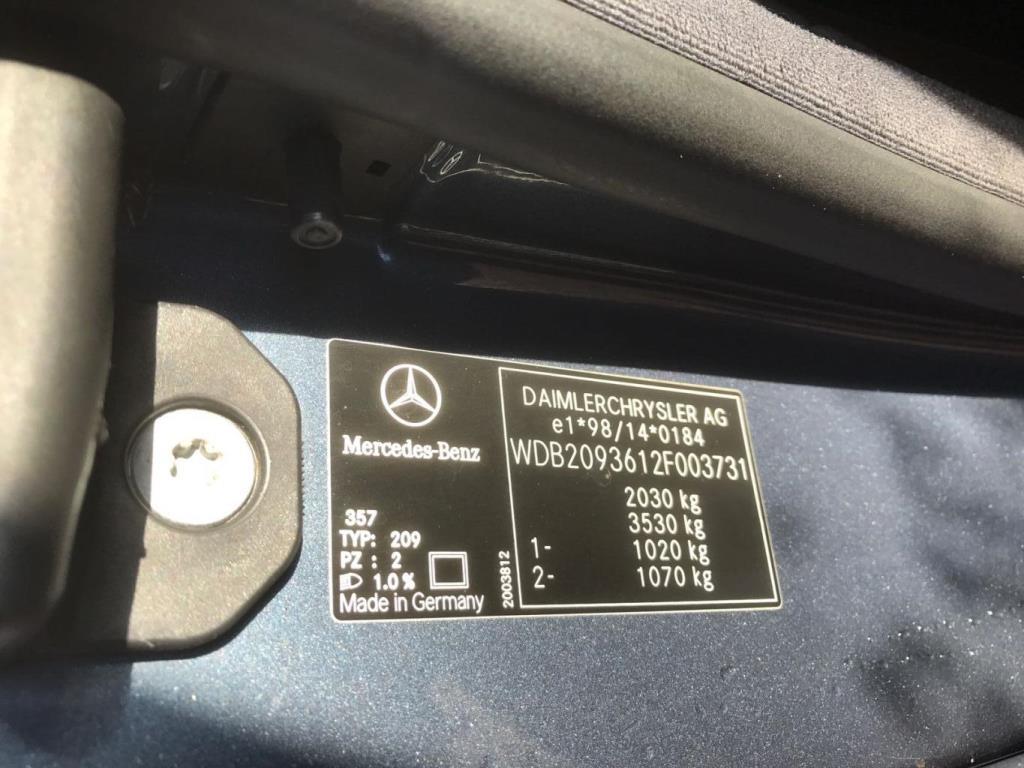 Mercedes-Benz
357
TYP: 209
PZ : 2
1.0 %
Made in Germany
2003812
DAIMLERCHRYSLER AG
e1*98/14*0184
WDB2093612F003731
2030 kg
3530 kg
1- 1020 kg
2- 1070 kg